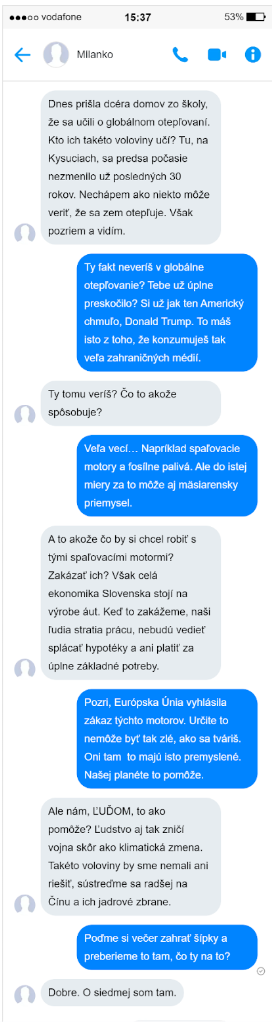 vodafone 15:37 53%
Milanko
Dnes prišla dcéra domov zo školy,
že sa učili o globálnom otepľovaní.
Kto ich takéto voloviny učí? Tu, na
Kysuciach, sa predsa počasie
nezmenilo už posledných 30
rokov. Nechápem ako niekto môže
veriť, že sa zem otepľuje. Však
pozriem a vidím.
Ty fakt neveríš v globálne
otepľovanie? Tebe už úplne
preskočilo? Si už jak ten Americký
chmuľo, Donald Trump. To máš
isto z toho, že konzumuješ tak
veľa zahraničných médií.
Ty tomu veríš? Čo to akože
spôsobuje?
Veľa vecí... Napríklad spaľovacie
motory a fosílne palivá. Ale do istej
miery za to môže aj mäsiarensky
priemysel.
A to akože čo by si chcel robiť s
tými spaľovacími motormi?
Zakázať ich? Však celá
ekonomika Slovenska stojí na
výrobe áut. Keď to zakážeme, naši
ľudia stratia prácu, nebudú vedieť
splácať hypotéky a ani platiť za
úplne základné potreby.
Pozri, Európska Únia vyhlásila
zákaz týchto motorov. Určite to
nemôže byť tak zlé, ako sa tváriš.
Oni tam to majú isto premyslené.
Našej planéte to pomôže.
Ale nám, ĽUĎOM, to ako
pomôže? Ľudstvo aj tak zničí
vojna skôr ako klimatická zmena.
Takéto voloviny by sme nemali ani
riešiť, sústreďme sa radšej na
Čínu a ich jadrové zbrane.
Poďme si večer zahrať šípky a
preberieme to tam, čo ty na to?
Dobre. O siedmej som tam.